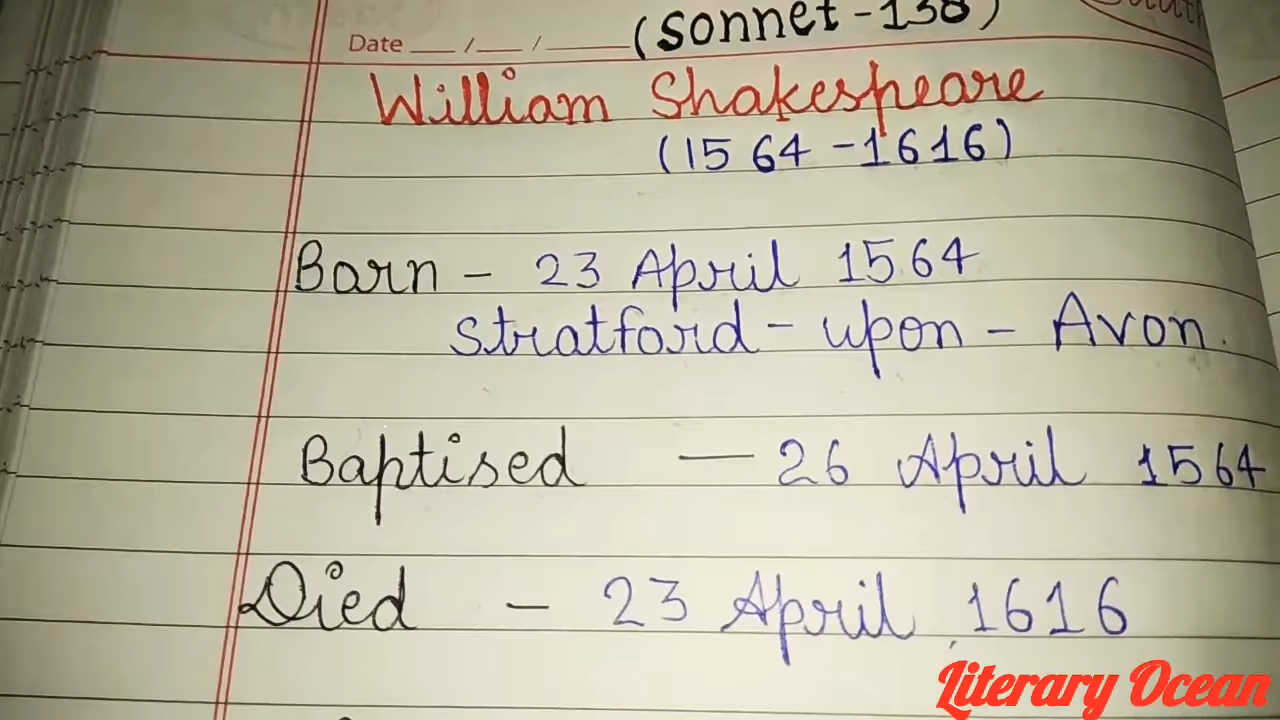 (Sonnet-138)
Date __/__/____
William Shakespeare
(1564-1616)
Born - 23 April 1564
Stratford - upon - Avon.
Baptised — 26 April 1564
Died - 23 April 1616
Literary Ocean